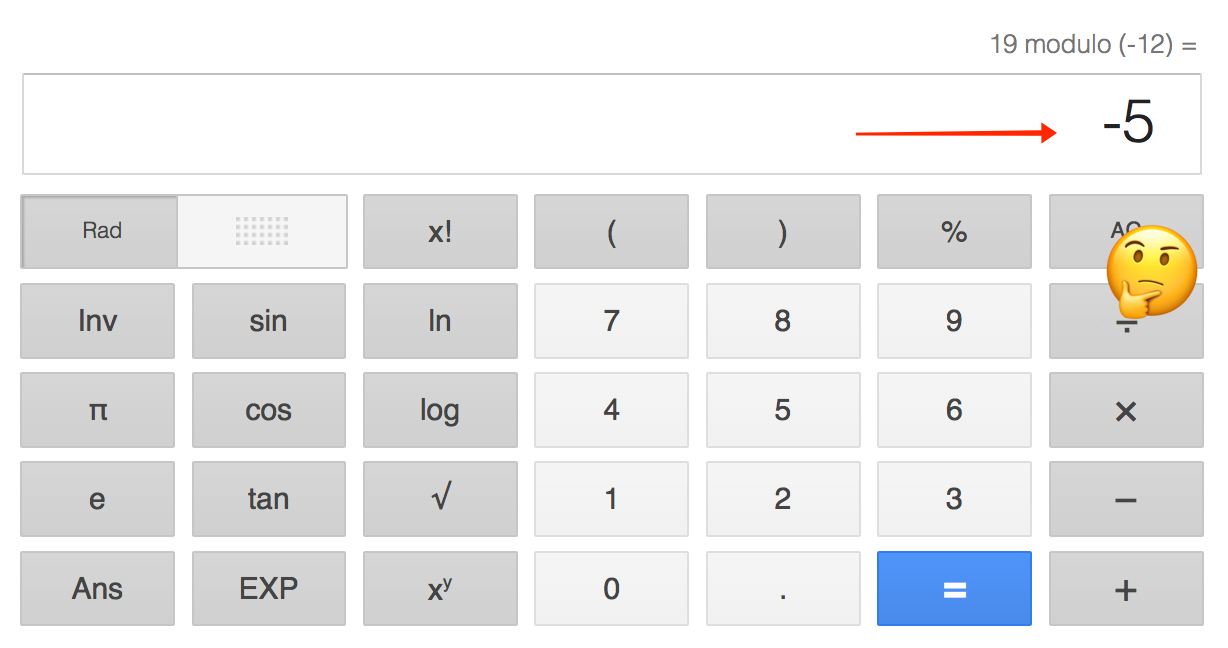 19 modulo (-12) =
-5
Rad x! ( ) % AC
Inv sin ln 7 8 9 ÷
π cos log 4 5 6 ×
e tan √ 1 2 3 −
Ans EXP xʸ 0 . = +